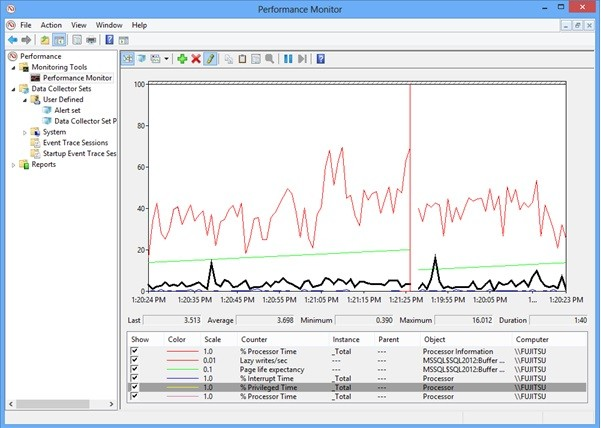 Performance Monitor
File Action View Window Help
Performance
Monitoring Tools
Performance Monitor
Data Collector Sets
User Defined
Alert set
Data Collector Set P
System
Event Trace Sessions
Startup Event Trace Ses
Reports
100
80
60
40
20
0
1:20:24 PM 1:20:35 PM 1:20:45 PM 1:20:55 PM 1:21:05 PM 1:21:15 PM 1:21:25 PM 1:19:55 PM 1:20:05 PM 1... 1:20:23 PM
Last 3.513 Average 3.698 Minimum 0.390 Maximum 16.012 Duration 1:40
Show Color Scale Counter Instance Parent Object Computer
1.0 % Processor Time _Total --- Processor Information \\FUJITSU
0.01 Lazy writes/sec --- --- MSSQLSSQL2012:Buffer ... \\FUJITSU
0.1 Page life expectancy --- --- MSSQLSSQL2012:Buffer ... \\FUJITSU
1.0 % Interrupt Time _Total --- Processor \\FUJITSU
1.0 % Privileged Time _Total --- Processor \\FUJITSU
1.0 % Processor Time _Total --- Processor \\FUJITSU